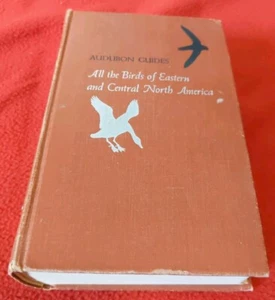 AUDUBON GUIDES
All the Birds of Eastern
and Central North America